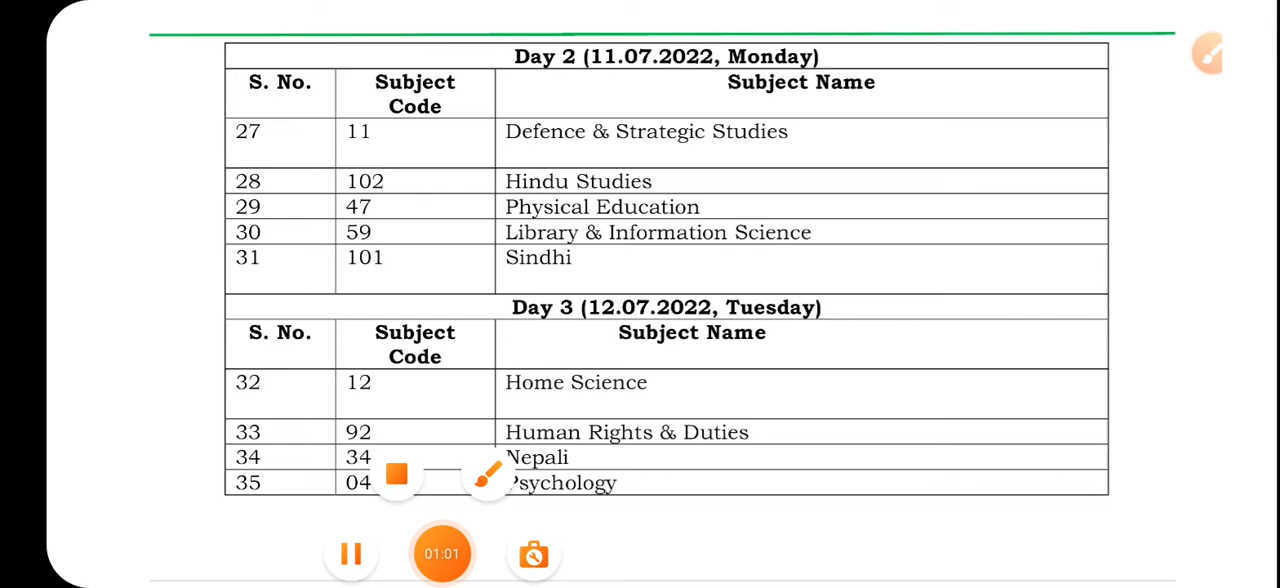 Day 2 (11.07.2022, Monday)
S. No. Subject Code Subject Name
27 11 Defence & Strategic Studies
28 102 Hindu Studies
29 47 Physical Education
30 59 Library & Information Science
31 101 Sindhi
Day 3 (12.07.2022, Tuesday)
S. No. Subject Code Subject Name
32 12 Home Science
33 92 Human Rights & Duties
34 34 Nepali
35 04 Psychology
01:01